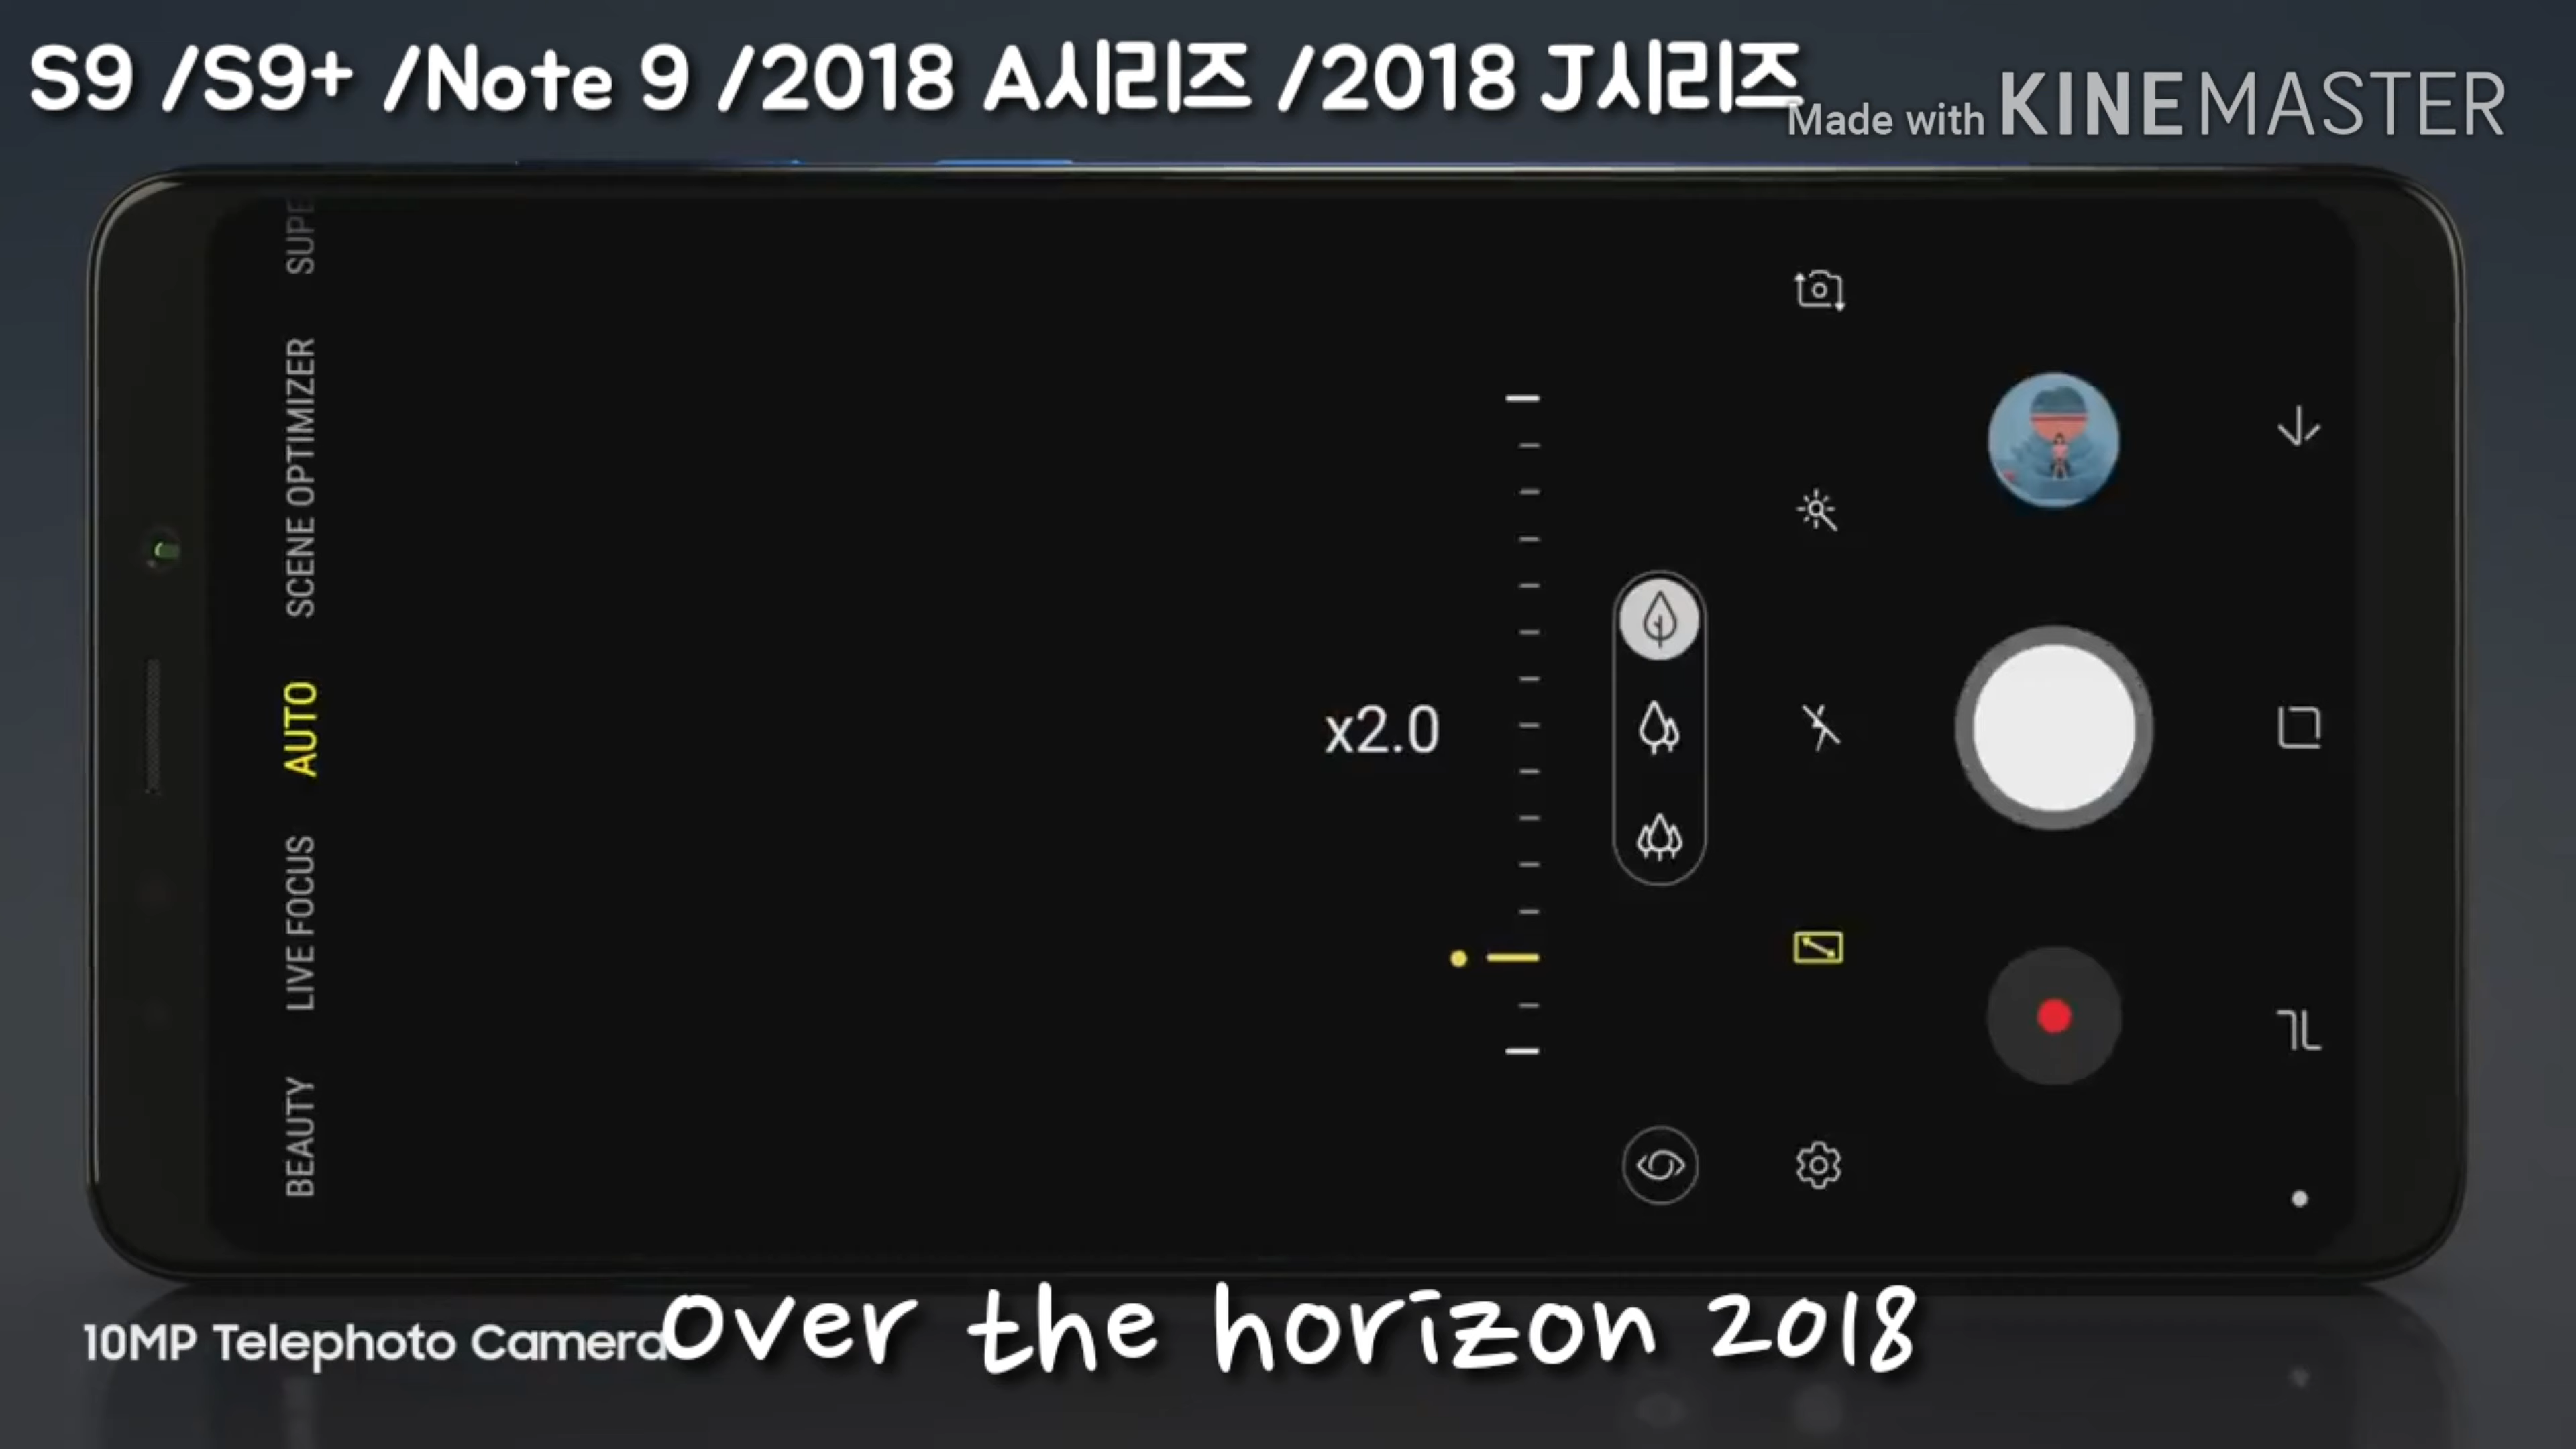 S9 /S9+ /Note 9 /2018 A시리즈 /2018 J시리즈
Made with KINEMASTER
SUPE
SCENE OPTIMIZER
AUTO
LIVE FOCUS
BEAUTY
x2.0
10MP Telephoto Camera
Over the horizon 2018